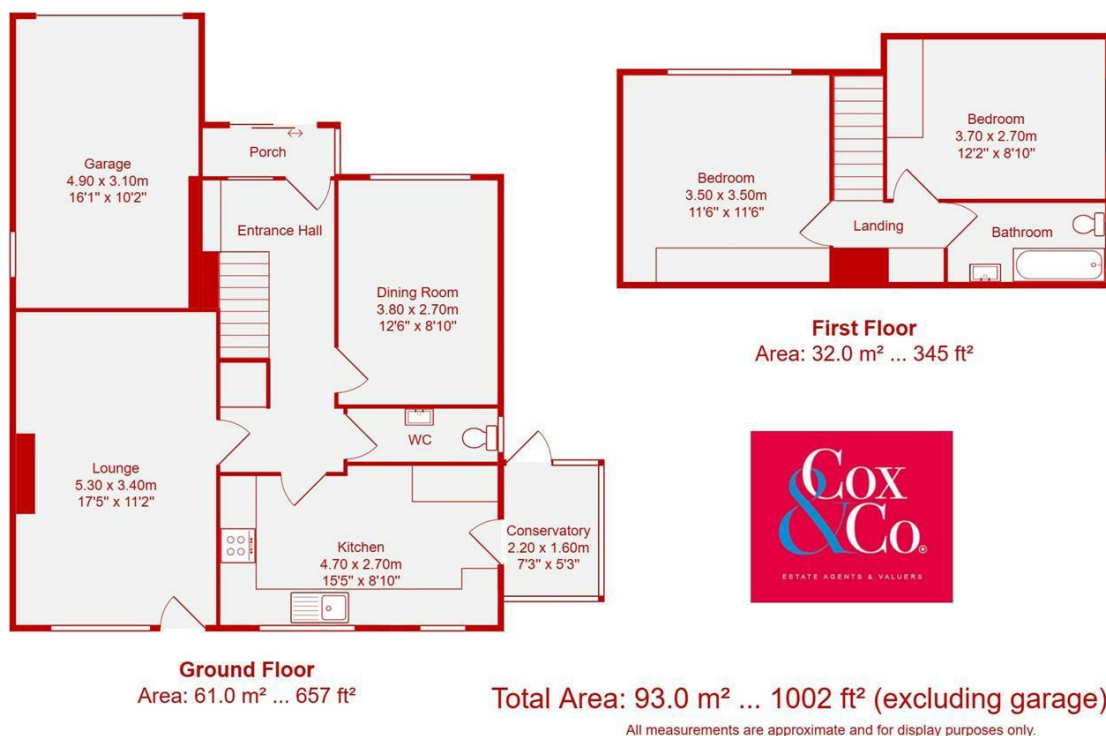 Garage
4.90 x 3.10m
16'1" x 10'2"
Porch
Entrance Hall
Dining Room
3.80 x 2.70m
12'6" x 8'10"
Lounge
5.30 x 3.40m
17'5" x 11'2"
WC
Kitchen
4.70 x 2.70m
15'5" x 8'10"
Conservatory
2.20 x 1.60m
7'3" x 5'3"
Ground Floor
Area: 61.0 m² ... 657 ft²
Bedroom
3.50 x 3.50m
11'6" x 11'6"
Bedroom
3.70 x 2.70m
12'2" x 8'10"
Landing
Bathroom
First Floor
Area: 32.0 m² ... 345 ft²
Cox
& Co.®
ESTATE AGENTS & VALUERS
Total Area: 93.0 m² ... 1002 ft² (excluding garage)
All measurements are approximate and for display purposes only.